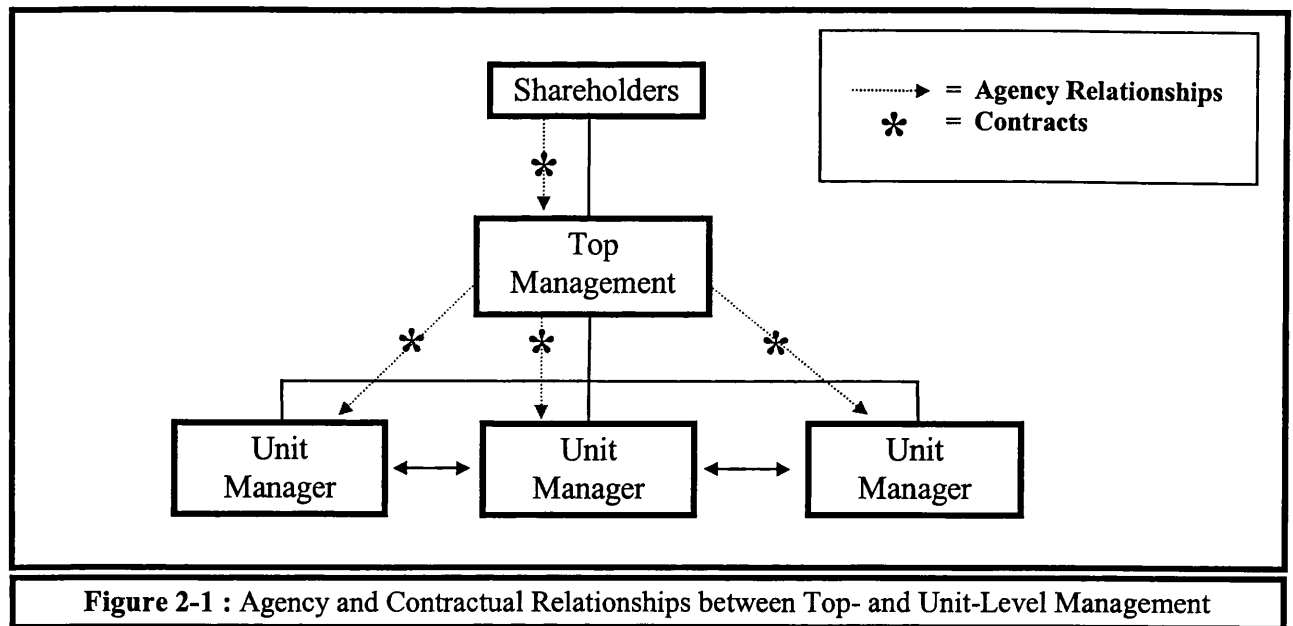 Shareholders
= Agency Relationships
* = Contracts
*
Top
Management
* * *
Unit
Manager
Unit
Manager
Unit
Manager
Figure 2-1 : Agency and Contractual Relationships between Top- and Unit-Level Management